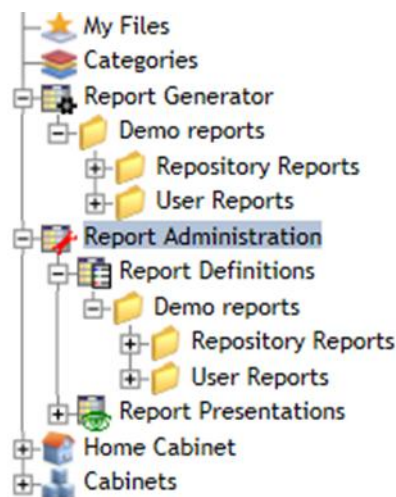 My Files
Categories
Report Generator
Demo reports
Repository Reports
User Reports
Report Administration
Report Definitions
Demo reports
Repository Reports
User Reports
Report Presentations
Home Cabinet
Cabinets